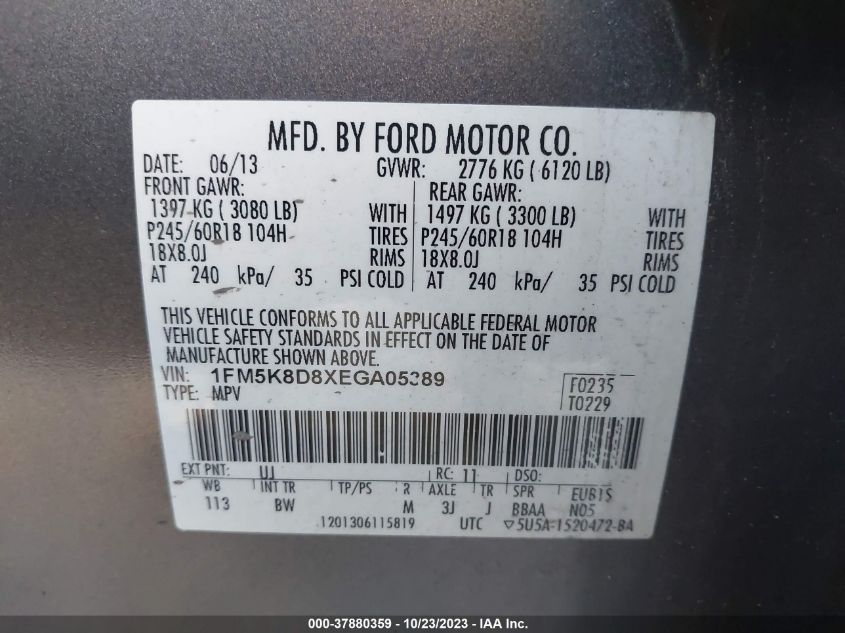 MFD. BY FORD MOTOR CO.
DATE: 06/13 GVWR: 2776 KG ( 6120 LB)
FRONT GAWR: REAR GAWR:
1397 KG ( 3080 LB) WITH 1497 KG ( 3300 LB) WITH
P245/60R18 104H TIRES P245/60R18 104H TIRES
18X8.0J RIMS 18X8.0J RIMS
AT 240 kPa/ 35 PSI COLD AT 240 kPa/ 35 PSI COLD
THIS VEHICLE CONFORMS TO ALL APPLICABLE FEDERAL MOTOR
VEHICLE SAFETY STANDARDS IN EFFECT ON THE DATE OF
MANUFACTURE SHOWN ABOVE.
VIN: 1FM5K8D8XEGA05389 F0235
TYPE: MPV T0229
EXT PNT: UJ RC: 11 DSO:
WB INT TR TP/PS R AXLE TR SPR EUB1S
113 BW M 3J J BBAA N05
1201306115819 UTC ▽5U5A-1520472-BA
000-37880359 - 10/23/2023 - IAA Inc.